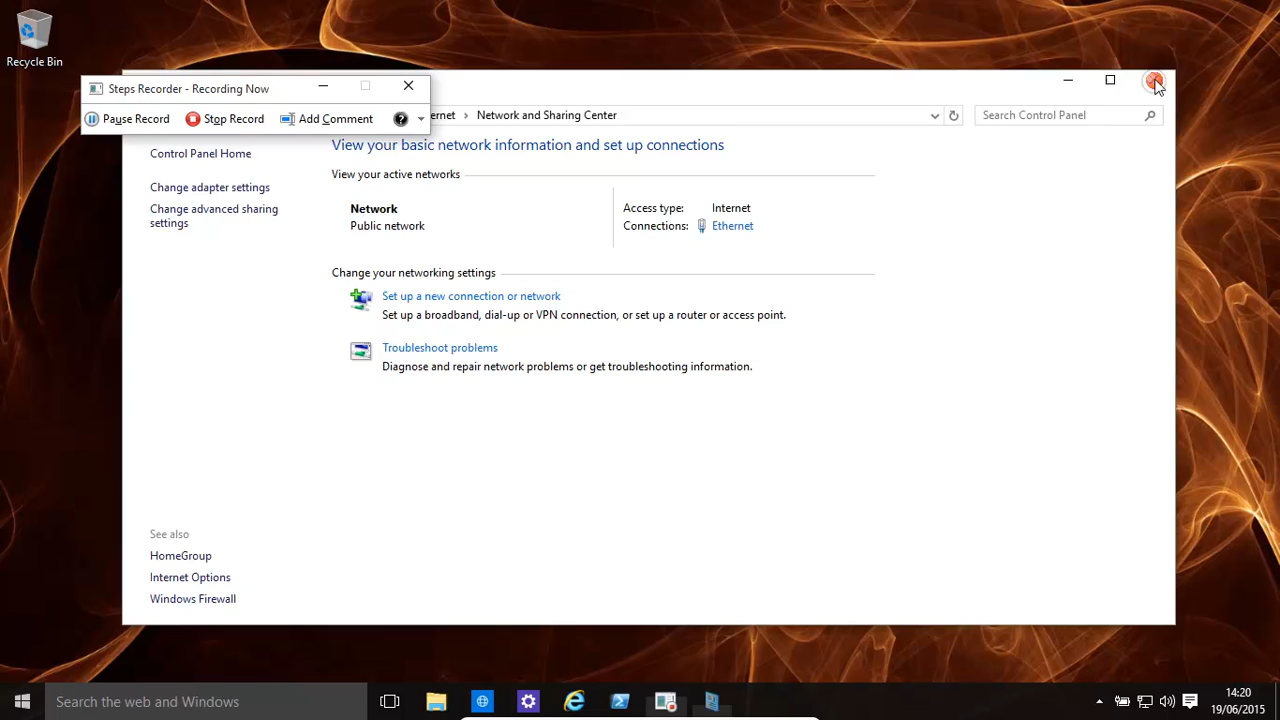 Recycle Bin
Steps Recorder - Recording Now
Pause Record Stop Record Add Comment
ernet > Network and Sharing Center
Search Control Panel
Control Panel Home
Change adapter settings
Change advanced sharing
settings
View your basic network information and set up connections
View your active networks
Network
Public network
Access type: Internet
Connections: Ethernet
Change your networking settings
Set up a new connection or network
Set up a broadband, dial-up or VPN connection, or set up a router or access point.
Troubleshoot problems
Diagnose and repair network problems or get troubleshooting information.
See also
HomeGroup
Internet Options
Windows Firewall
Search the web and Windows
14:20
19/06/2015